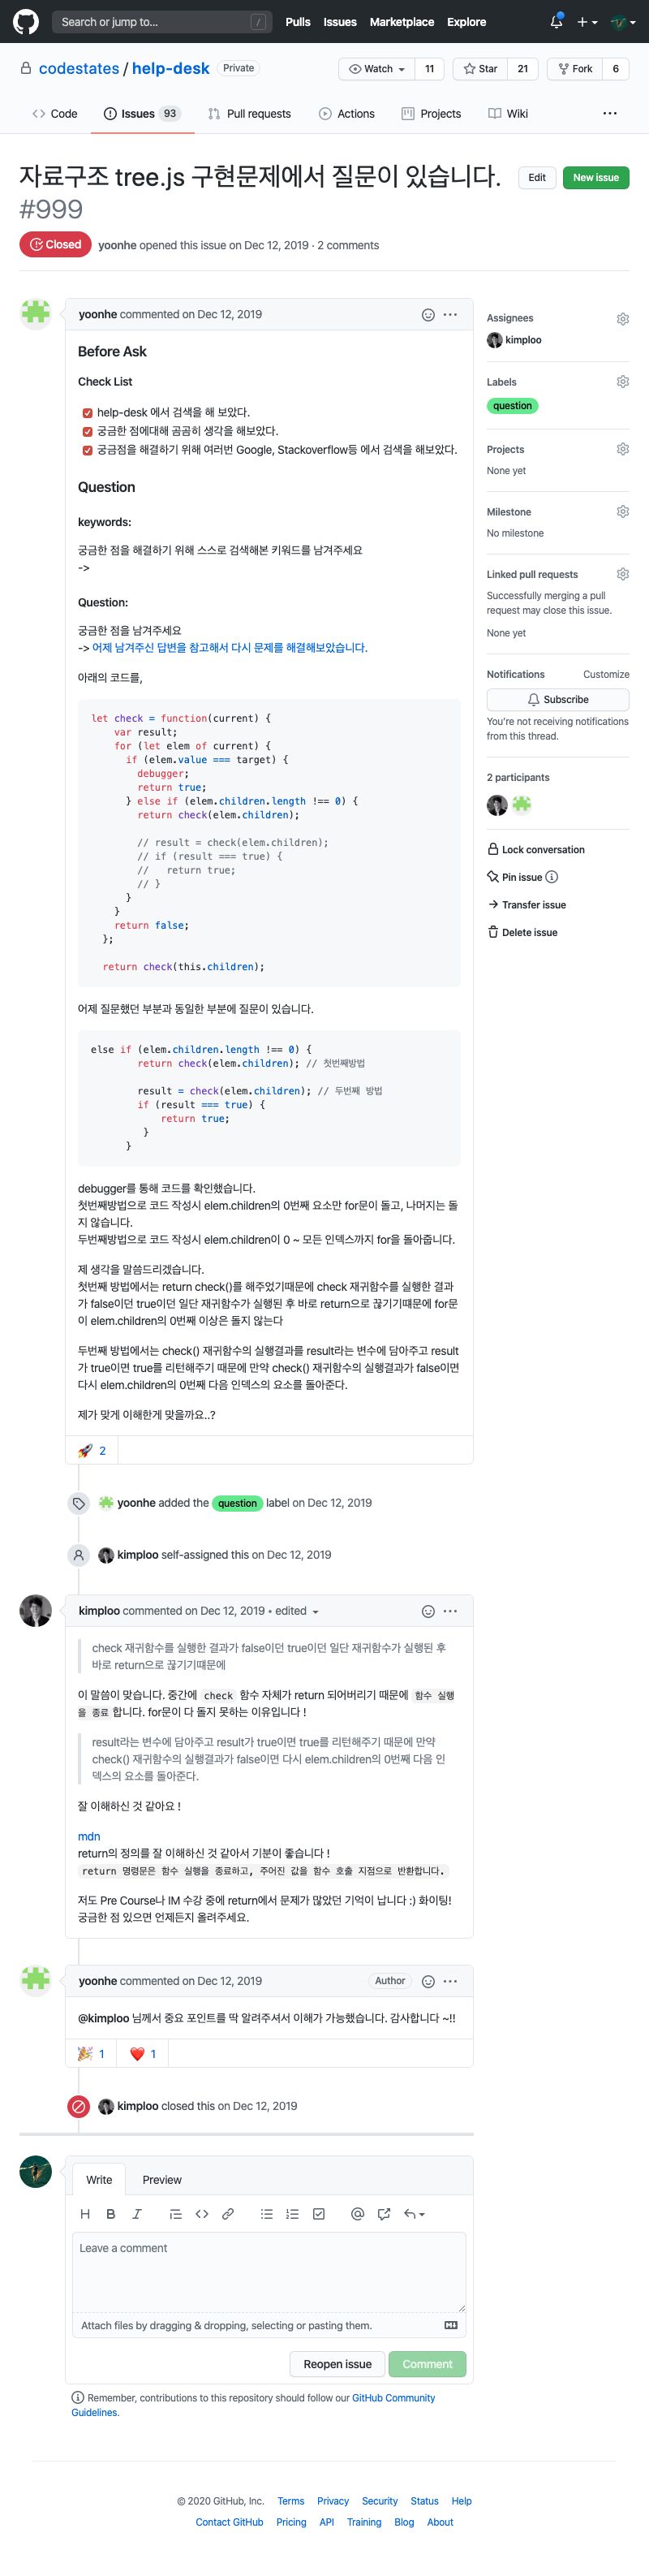 Search or jump to... /
Pulls Issues Marketplace Explore
codestates / help-desk Private
Watch 11 Star 21 Fork 6
Code Issues 93 Pull requests Actions Projects Wiki
자료구조 tree.js 구현문제에서 질문이 있습니다.
#999
Edit New issue
Closed yoonhe opened this issue on Dec 12, 2019 · 2 comments
yoonhe commented on Dec 12, 2019
Before Ask
Check List
help-desk 에서 검색을 해 보았다.
궁금한 점에대해 곰곰히 생각을 해보았다.
궁금점을 해결하기 위해 여러번 Google, Stackoverflow등 에서 검색을 해보았다.
Question
keywords:
궁금한 점을 해결하기 위해 스스로 검색해본 키워드를 남겨주세요
->
Question:
궁금한 점을 남겨주세요
-> 어제 남겨주신 답변을 참고해서 다시 문제를 해결해보았습니다.
아래의 코드를,
let check = function(current) {
var result;
for (let elem of current) {
if (elem.value === target) {
debugger;
return true;
} else if (elem.children.length !== 0) {
return check(elem.children);
// result = check(elem.children);
// if (result === true) {
//   return true;
// }
}
}
return false;
};
return check(this.children);
어제 질문했던 부분과 동일한 부분에 질문이 있습니다.
else if (elem.children.length !== 0) {
return check(elem.children); // 첫번째방법
result = check(elem.children); // 두번째 방법
if (result === true) {
return true;
}
}
debugger를 통해 코드를 확인했습니다.
첫번째방법으로 코드 작성시 elem.children의 0번째 요소만 for문이 돌고, 나머지는 돌
지 않습니다.
두번째방법으로 코드 작성시 elem.children이 0 ~ 모든 인덱스까지 for을 돌아줍니다.
제 생각을 말씀드리겠습니다.
첫번째 방법에서는 return check()를 해주었기때문에 check 재귀함수를 실행한 결과
가 false이던 true이던 일단 재귀함수가 실행된 후 바로 return으로 끊기기때문에 for문
이 elem.children의 0번째 이상은 돌지 않는다
두번째 방법에서는 check() 재귀함수의 실행결과를 result라는 변수에 담아주고 result
가 true이면 true를 리턴해주기 때문에 만약 check() 재귀함수의 실행결과가 false이면
다시 elem.children의 0번째 다음 인덱스의 요소를 돌아준다.
제가 맞게 이해한게 맞을까요..?
🚀 2
yoonhe added the question label on Dec 12, 2019
kimploo self-assigned this on Dec 12, 2019
kimploo commented on Dec 12, 2019 • edited
check 재귀함수를 실행한 결과가 false이던 true이던 일단 재귀함수가 실행된 후
바로 return으로 끊기기떄문에
이 말씀이 맞습니다. 중간에 check 함수 자체가 return 되어버리기 때문에 함수 실행
을 종료 합니다. for문이 다 돌지 못하는 이유입니다 !
result라는 변수에 담아주고 result가 true이면 true를 리턴해주기 때문에 만약
check() 재귀함수의 실행결과가 false이면 다시 elem.children의 0번째 다음 인
덱스의 요소를 돌아준다.
잘 이해하신 것 같아요 !
mdn
return의 정의를 잘 이해하신 것 같아서 기분이 좋습니다 !
return 명령문은 함수 실행을 종료하고, 주어진 값을 함수 호출 지점으로 반환합니다.
저도 Pre Course나 IM 수강 중에 return에서 문제가 많았던 기억이 납니다 :) 화이팅!
궁금한 점 있으면 언제든지 올려주세요.
yoonhe commented on Dec 12, 2019 Author
@kimploo 님께서 중요 포인트를 딱 알려주셔서 이해가 가능했습니다. 감사합니다 ~!!
🎉 1 ❤️ 1
kimploo closed this on Dec 12, 2019
Write Preview
Leave a comment
Attach files by dragging & dropping, selecting or pasting them.
Reopen issue Comment
Remember, contributions to this repository should follow our GitHub Community
Guidelines.
Assignees
kimploo
Labels
question
Projects
None yet
Milestone
No milestone
Linked pull requests
Successfully merging a pull
request may close this issue.
None yet
Notifications Customize
Subscribe
You're not receiving notifications
from this thread.
2 participants
Lock conversation
Pin issue
Transfer issue
Delete issue
© 2020 GitHub, Inc. Terms Privacy Security Status Help
Contact GitHub Pricing API Training Blog About